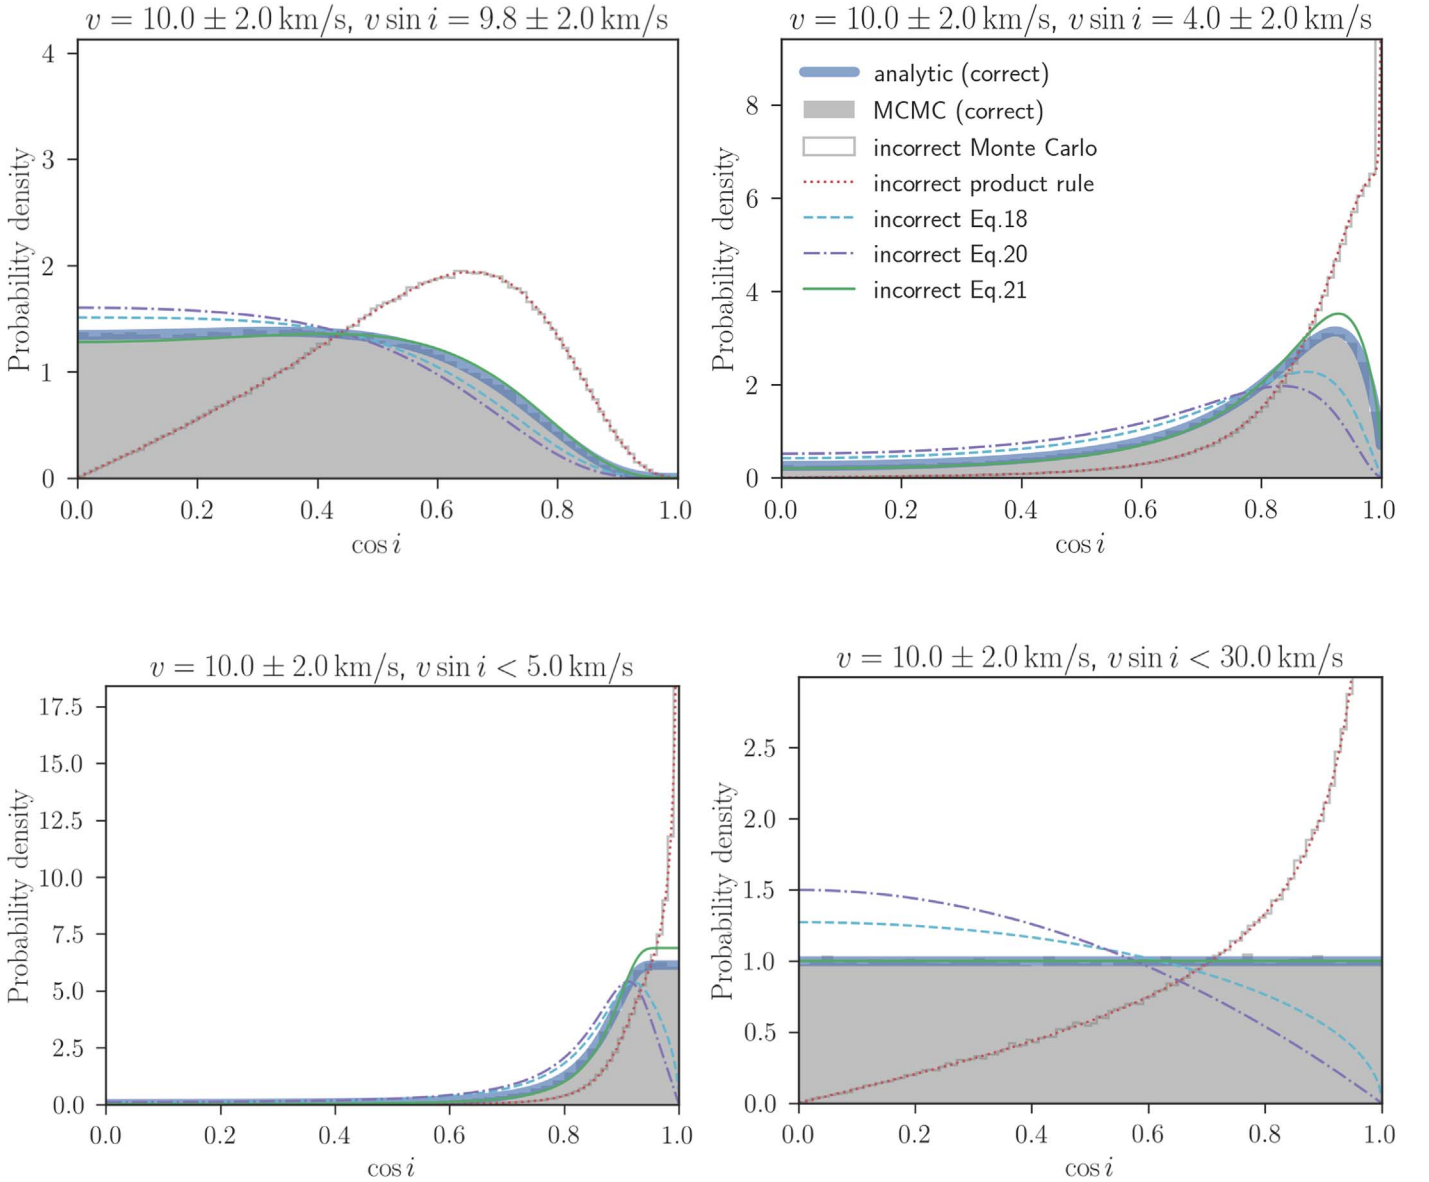 v = 10.0 ± 2.0 km/s, v sin i = 9.8 ± 2.0 km/s
4
3
2
1
0
Probability density
0.0 0.2 0.4 0.6 0.8 1.0
cos i
v = 10.0 ± 2.0 km/s, v sin i = 4.0 ± 2.0 km/s
analytic (correct)
MCMC (correct)
incorrect Monte Carlo
incorrect product rule
incorrect Eq.18
incorrect Eq.20
incorrect Eq.21
8
6
4
2
0
Probability density
0.0 0.2 0.4 0.6 0.8 1.0
cos i
v = 10.0 ± 2.0 km/s, v sin i < 5.0 km/s
17.5
15.0
12.5
10.0
7.5
5.0
2.5
0.0
Probability density
0.0 0.2 0.4 0.6 0.8 1.0
cos i
v = 10.0 ± 2.0 km/s, v sin i < 30.0 km/s
2.5
2.0
1.5
1.0
0.5
0.0
Probability density
0.0 0.2 0.4 0.6 0.8 1.0
cos i